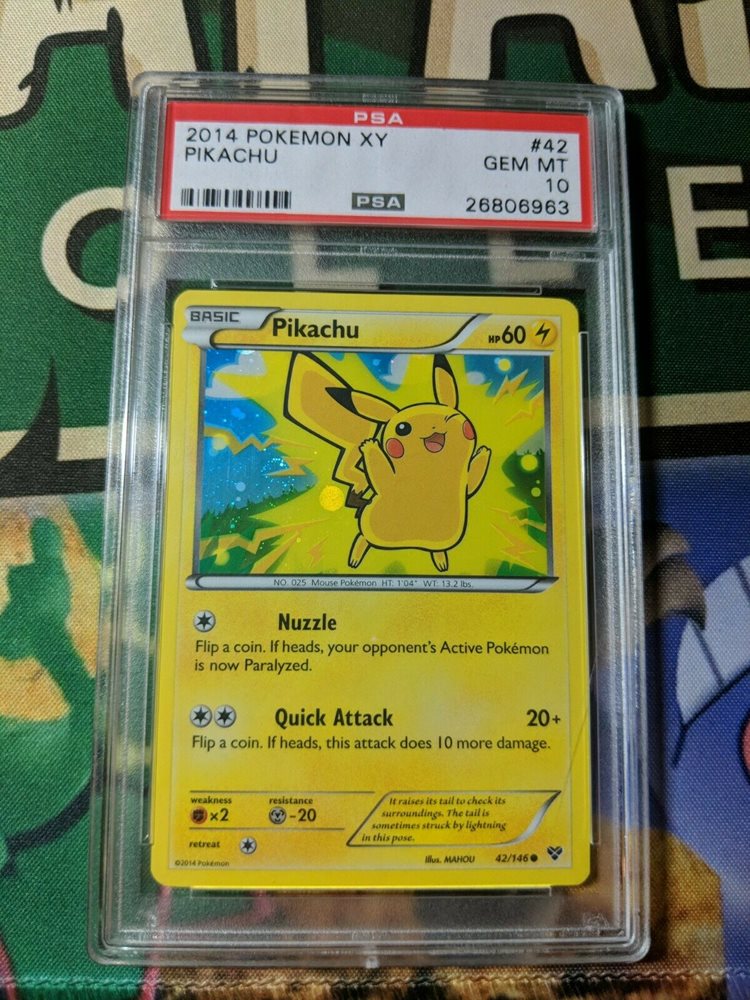 PSA
2014 POKEMON XY #42
PIKACHU GEM MT
10
PSA 26806963
BASIC Pikachu HP60
NO. 025 Mouse Pokémon HT: 1'04" WT: 13.2 lbs.
Nuzzle
Flip a coin. If heads, your opponent's Active Pokémon
is now Paralyzed.
Quick Attack 20+
Flip a coin. If heads, this attack does 10 more damage.
weakness resistance
×2 -20
retreat
It raises its tail to check its
surroundings. The tail is
sometimes struck by lightning
in this pose.
©2014 Pokémon Illus. MAHOU 42/146